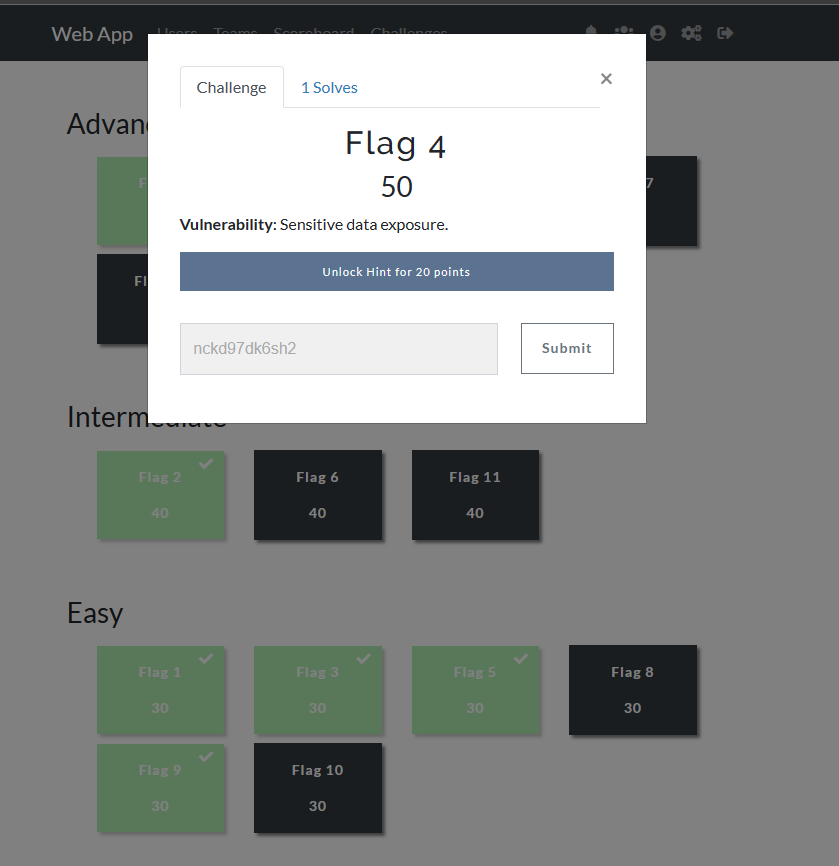 Web App Users Teams Scoreboard Challenges
Challenge 1 Solves ×
Flag 4
50
Vulnerability: Sensitive data exposure.
Unlock Hint for 20 points
nckd97dk6sh2 Submit
Advan
F 7
Fl
Intermediate
Flag 2 Flag 6 Flag 11
40 40 40
Easy
Flag 1 Flag 3 Flag 5 Flag 8
30 30 30 30
Flag 9 Flag 10
30 30